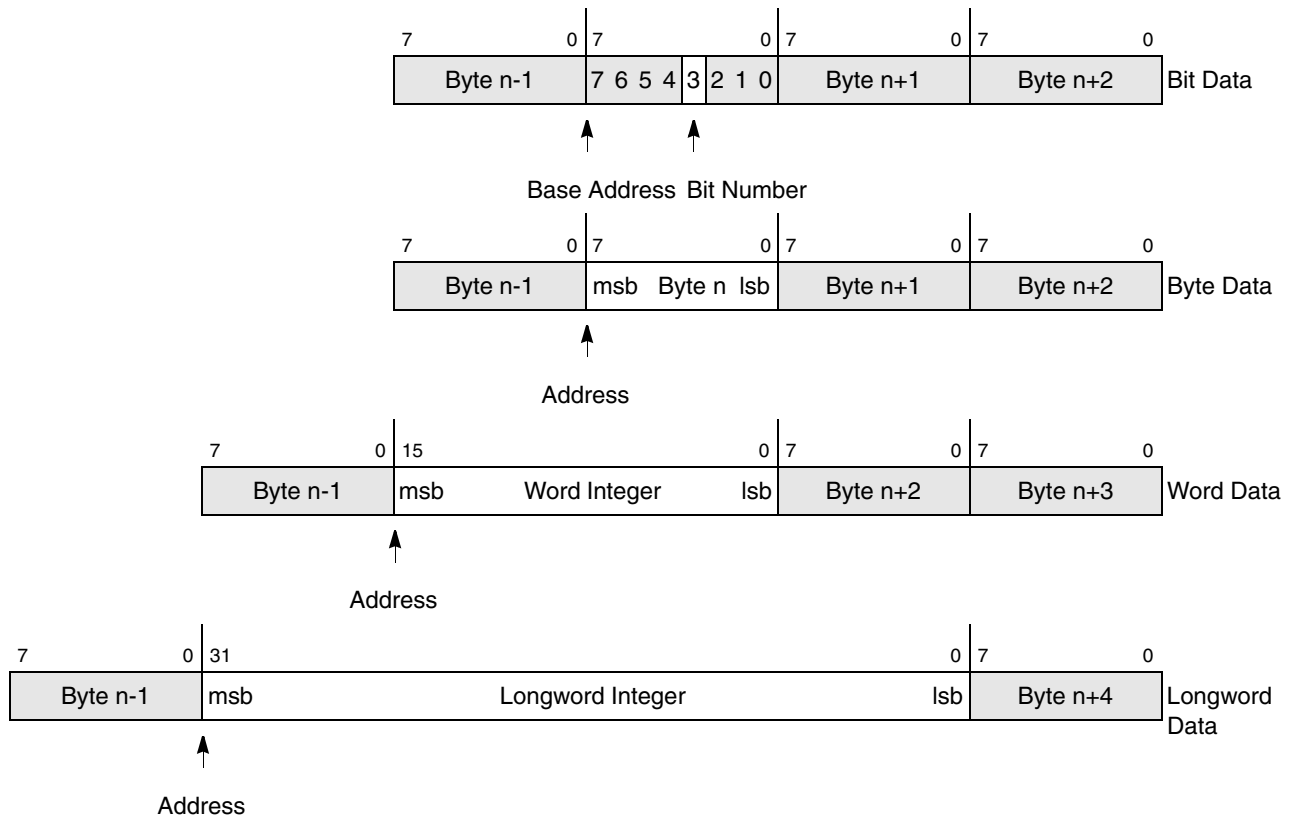 7 0 7 0 7 0 7 0
Byte n-1 7 6 5 4 3 2 1 0 Byte n+1 Byte n+2 Bit Data
Base Address Bit Number
7 0 7 0 7 0 7 0
Byte n-1 msb Byte n lsb Byte n+1 Byte n+2 Byte Data
Address
7 0 15 0 7 0 7 0
Byte n-1 msb Word Integer lsb Byte n+2 Byte n+3 Word Data
Address
7 0 31 0 7 0
Byte n-1 msb Longword Integer lsb Byte n+4 Longword
Data
Address